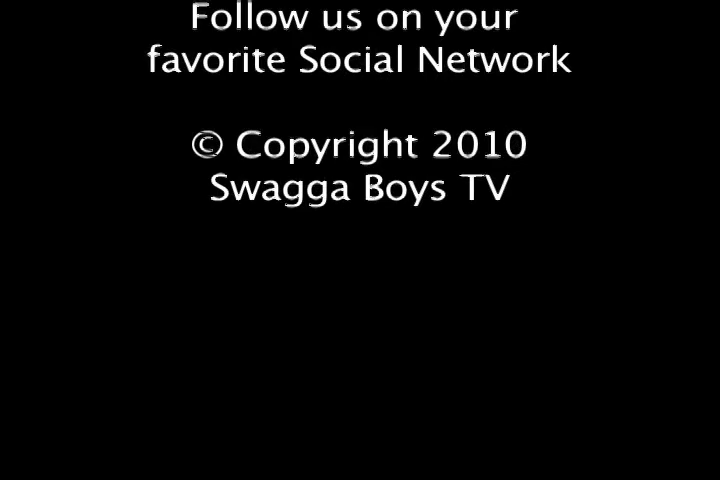 Follow us on your
favorite Social Network
© Copyright 2010
Swagga Boys TV